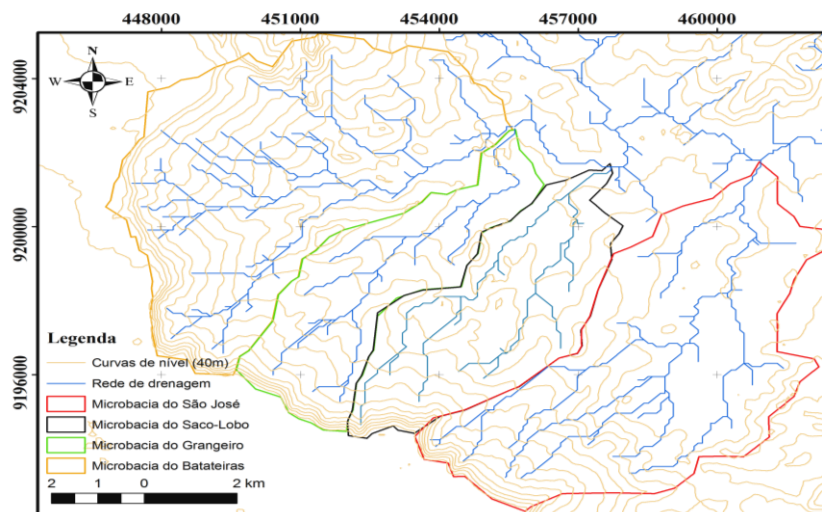 448000 451000 454000 457000 460000
9204000
N
W E
S
9200000
9196000
Legenda
Curvas de nível (40m)
Rede de drenagem
Microbacia do São José
Microbacia do Saco-Lobo
Microbacia do Grangeiro
Microbacia do Batateiras
2 1 0 2 km